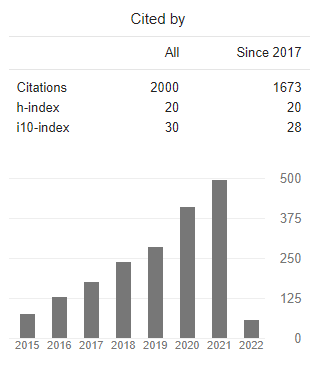 Cited by
All Since 2017
Citations 2000 1673
h-index 20 20
i10-index 30 28
500
375
250
125
0
2015 2016 2017 2018 2019 2020 2021 2022